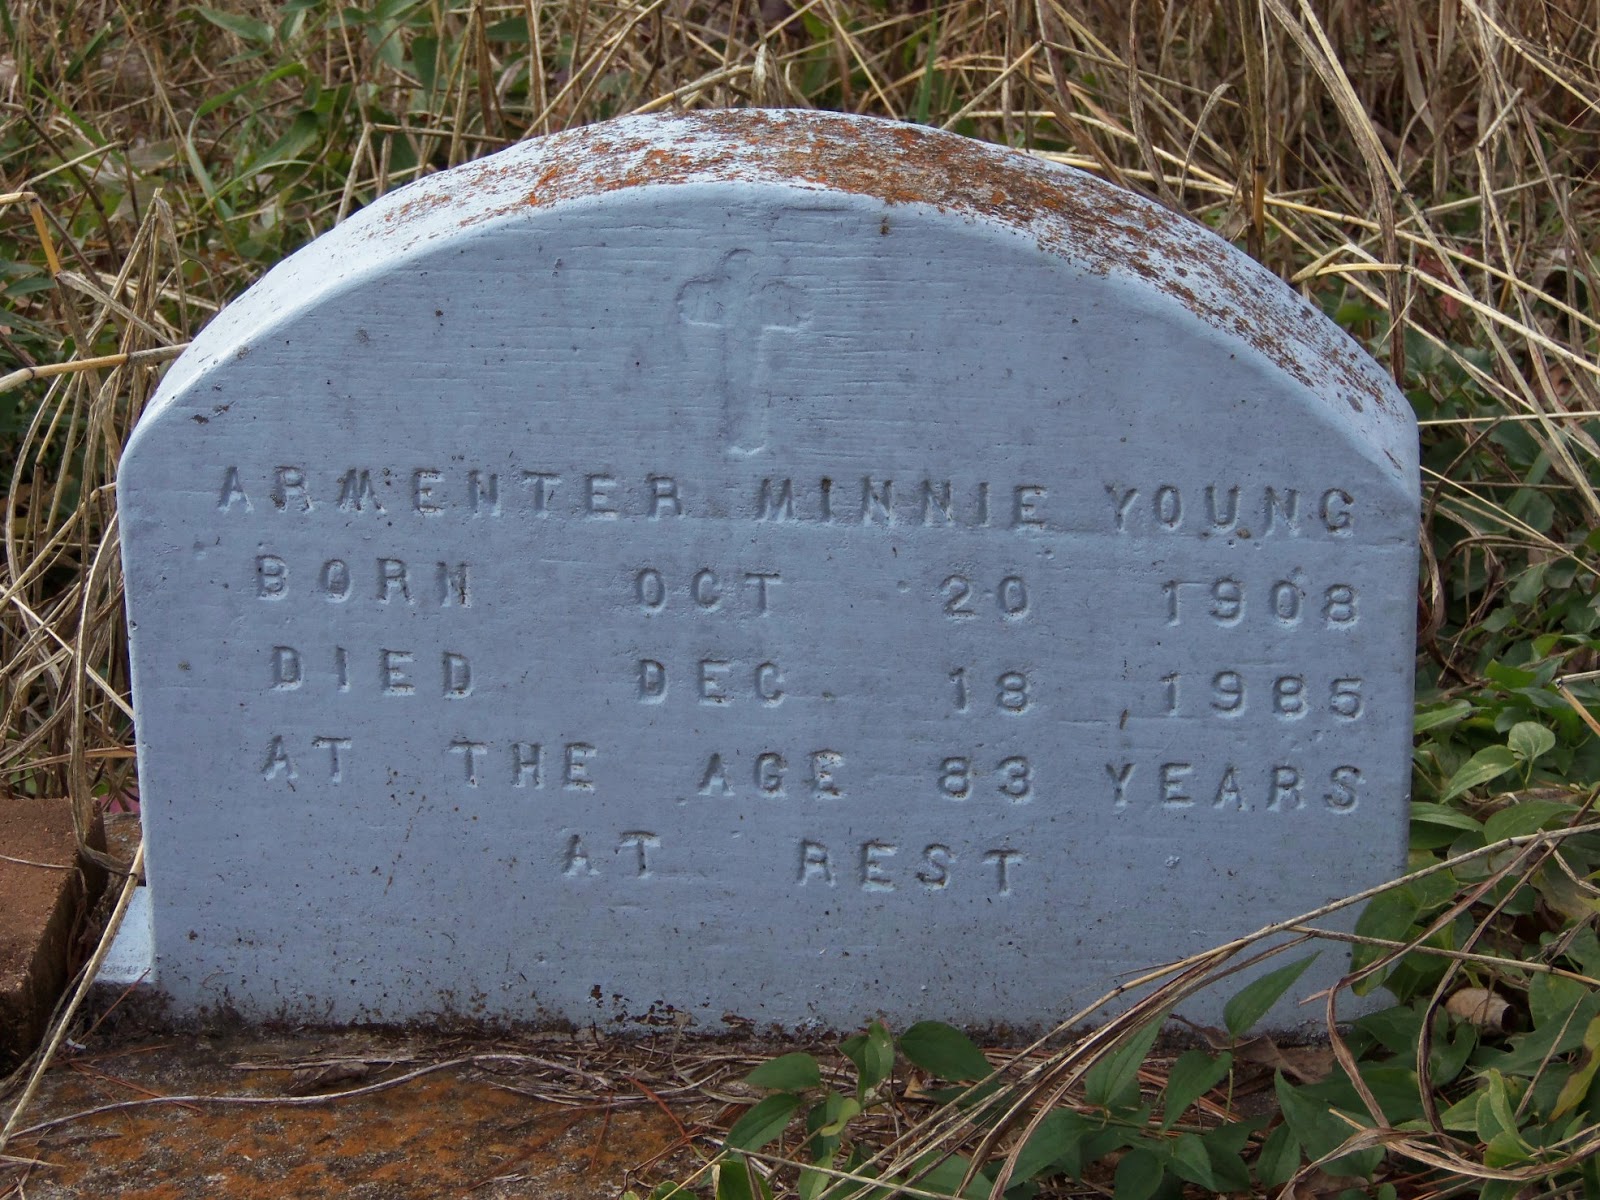 ARMENTER MINNIE YOUNG
BORN OCT 20 1908
DIED DEC 18 1985
AT THE AGE 83 YEARS
AT REST